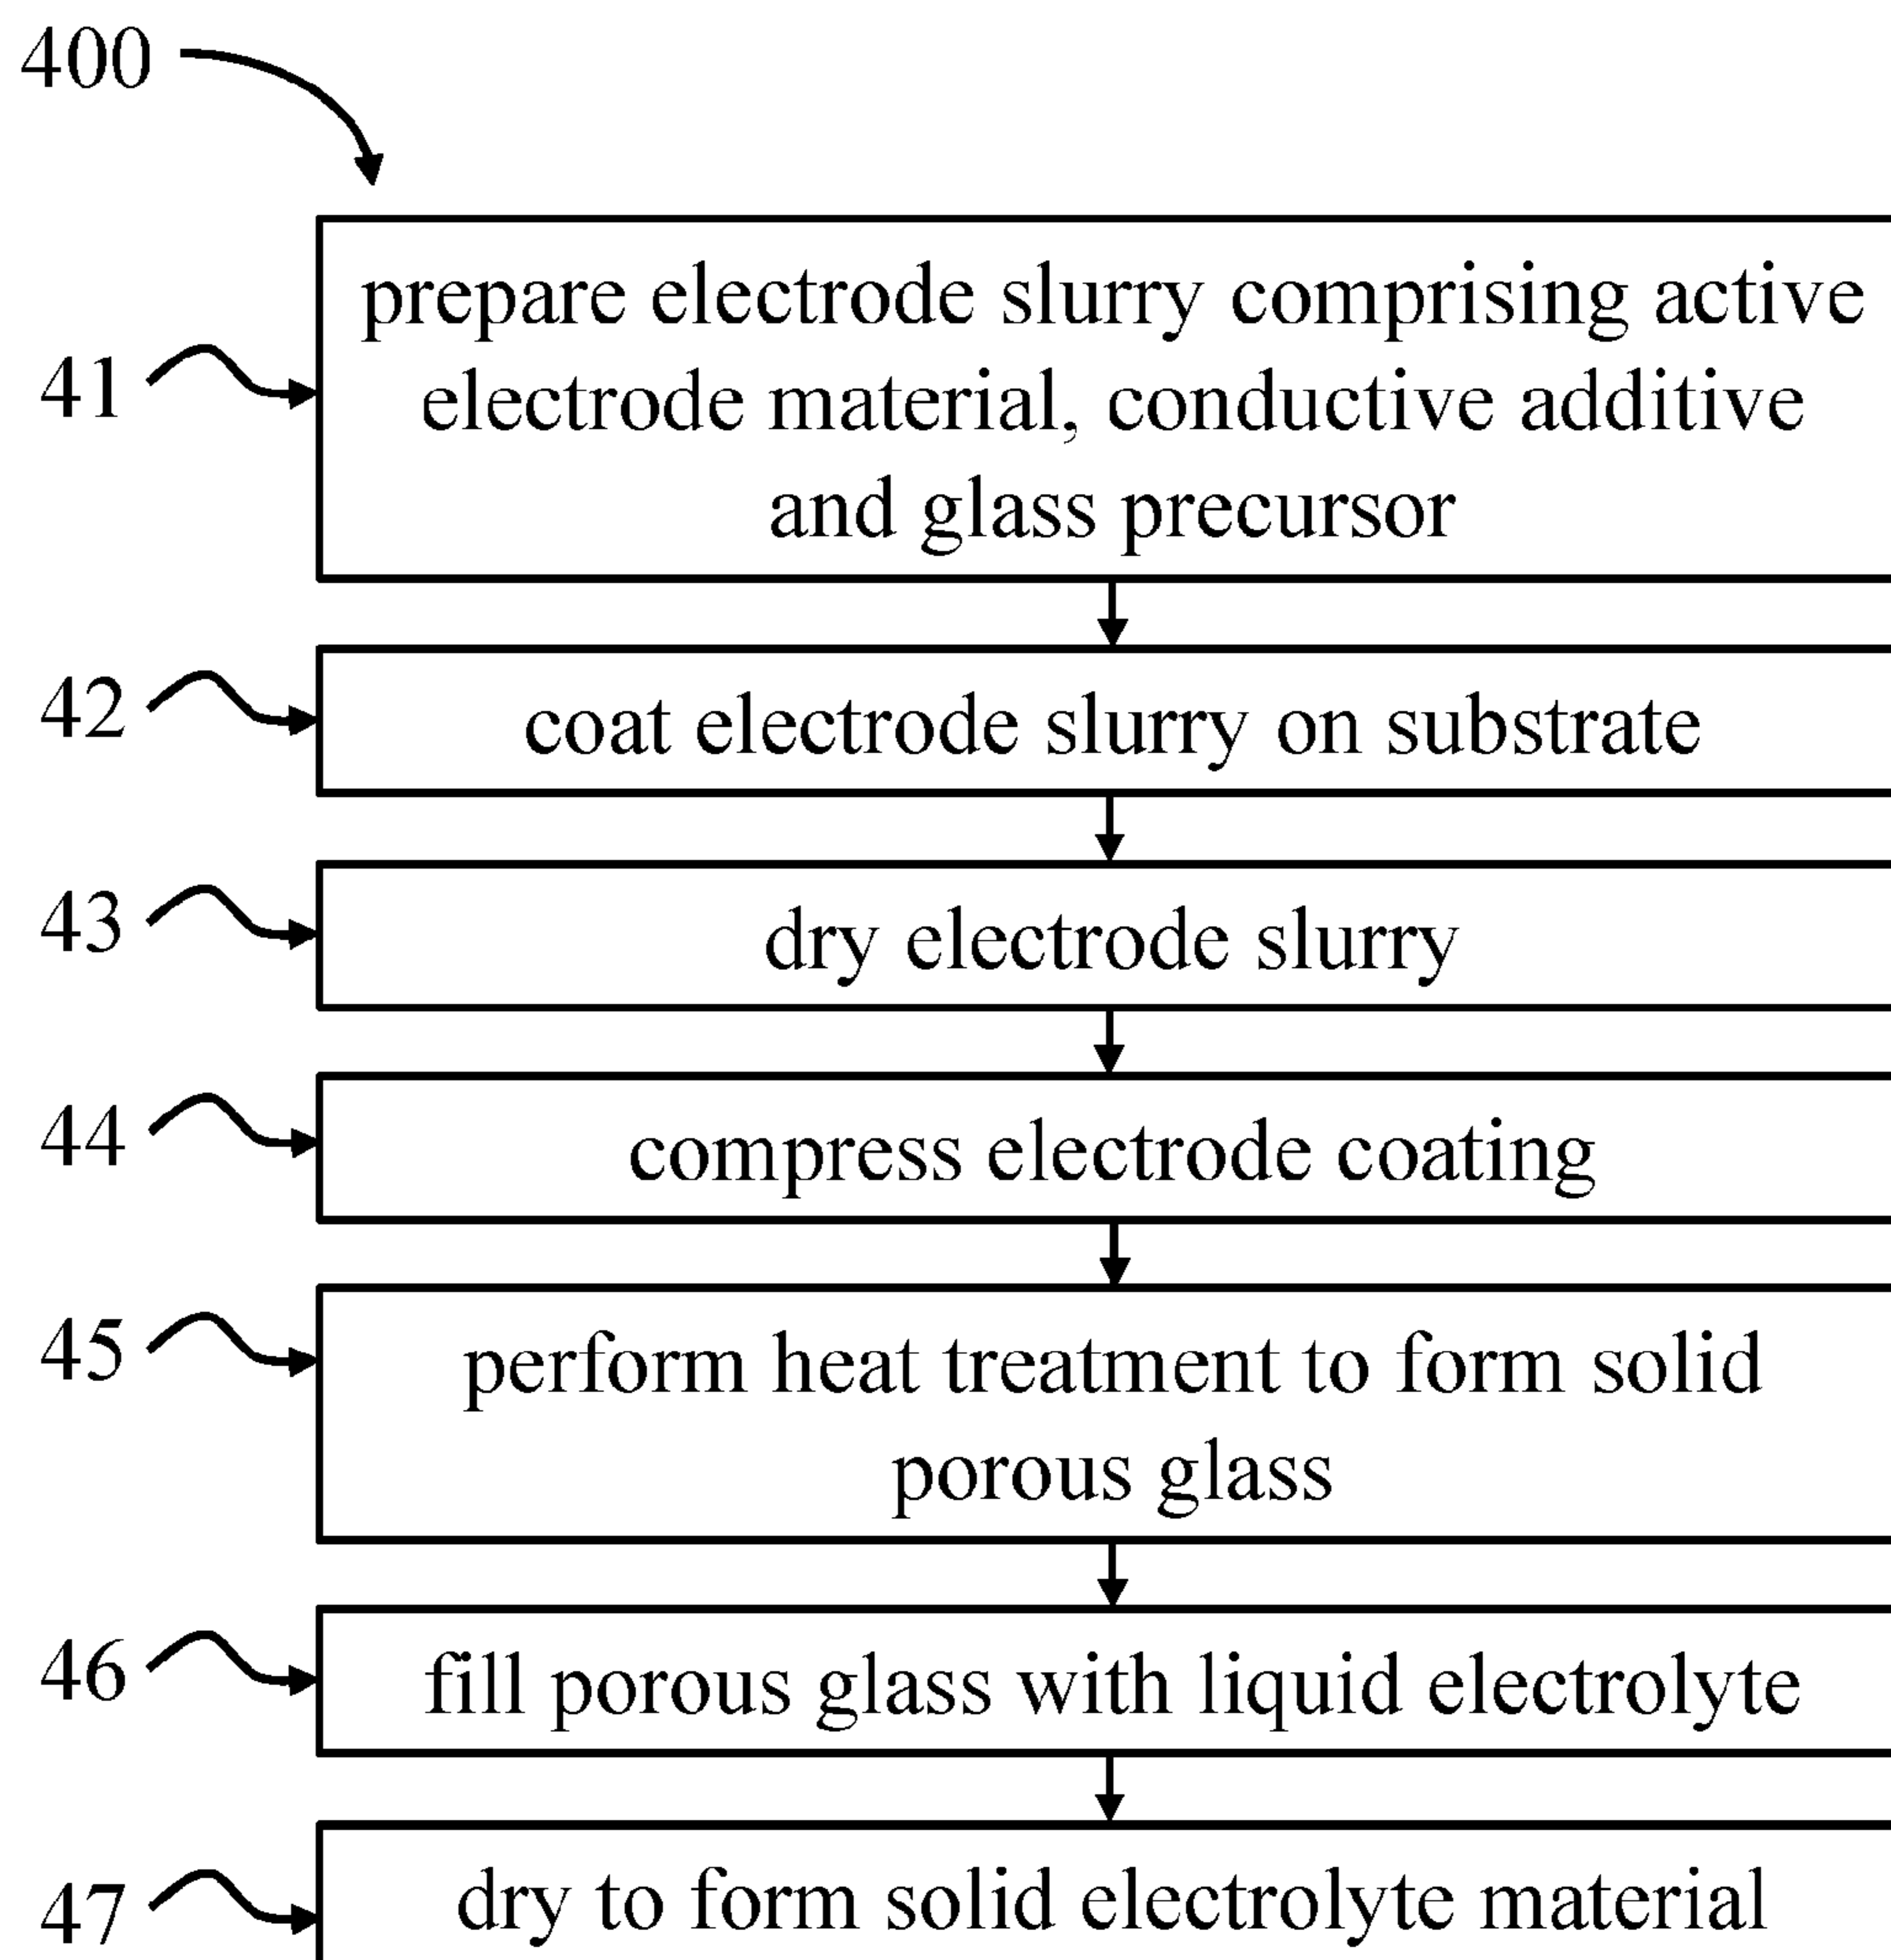 400
prepare electrode slurry comprising active
41
electrode material, conductive additive
and glass precursor
42
coat electrode slurry on substrate
43
dry electrode slurry
44
compress electrode coating
45
perform heat treatment to form solid
porous glass
46
fill porous glass with liquid electrolyte
47
dry to form solid electrolyte material